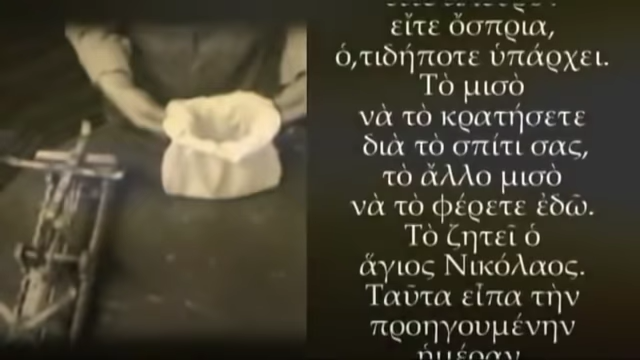 εἴτε ὄσπρια,
ὁ,τιδήποτε ὑπάρχει.
Τὸ μισὸ
νὰ τὸ κρατήσετε
διὰ τὸ σπίτι σας,
τὸ ἄλλο μισὸ
νὰ τὸ φέρετε ἐδῶ.
Τὸ ζητεῖ ὁ
ἅγιος Νικόλαος.
Ταῦτα εἶπα τὴν
προηγουμένην
ἡμέραν